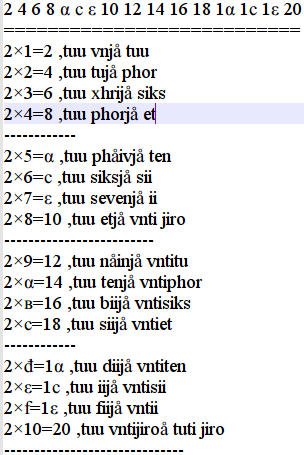 2 4 6 8 α c ε 10 12 14 16 18 1α 1c 1ε 20
==============================
2×1=2 ,tuu vnjå tuu
2×2=4 ,tuu tujå phor
2×3=6 ,tuu xhrijå siks
2×4=8 ,tuu phorjå et
------------
2×5=α ,tuu phåivjå ten
2×6=c ,tuu siksjå sii
2×7=ε ,tuu sevenjå ii
2×8=10 ,tuu etjå vnti jiro
-------------------------
2×9=12 ,tuu nåinjå vntitu
2×α=14 ,tuu tenjå vntiphor
2×в=16 ,tuu biijå vntisiks
2×c=18 ,tuu siijå vntiet
------------
2×đ=1α ,tuu diijå vntiten
2×ε=1c ,tuu iijå vntisii
2×f=1ε ,tuu fiijå vntii
2×10=20 ,tuu vntijiroå tuti jiro
------------------------------